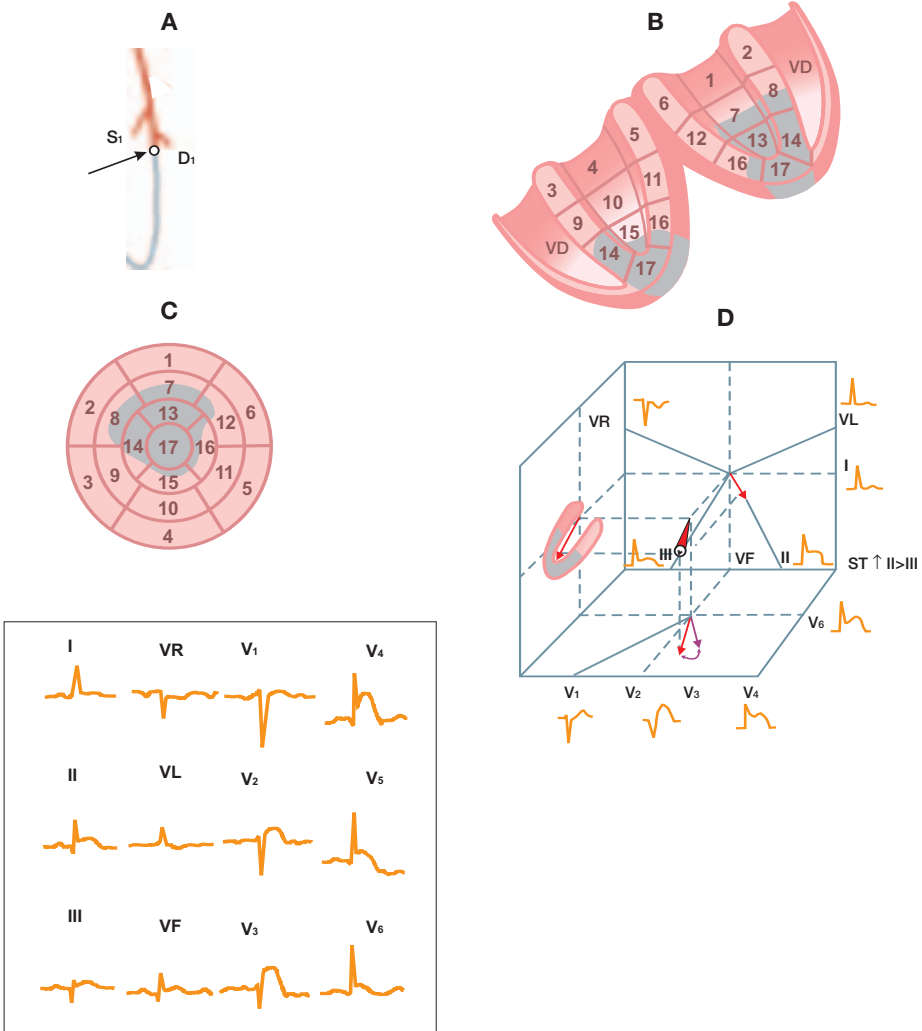 A
S1
D1
B
1
2
VD
8
7
6
13
14
12
16
17
5
4
3
11
10
9
16
15
VD
14
17
C
1
7
2
6
8
13
12
14
17
16
3
9
11
5
15
10
4
D
VR
VL
I
III
VF
II
ST ↑ II>III
V6
V1
V2
V3
V4
I
VR
V1
V4
II
VL
V2
V5
III
VF
V3
V6